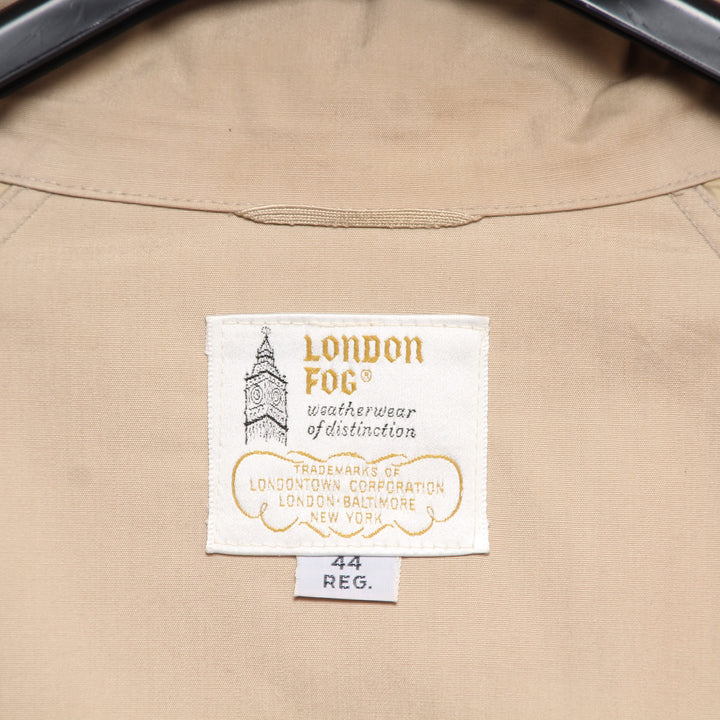 LONDON
FOG®
weatherwear
of distinction
TRADEMARKS OF
LONDONTOWN CORPORATION
LONDON·BALTIMORE
NEW YORK
44
REG.